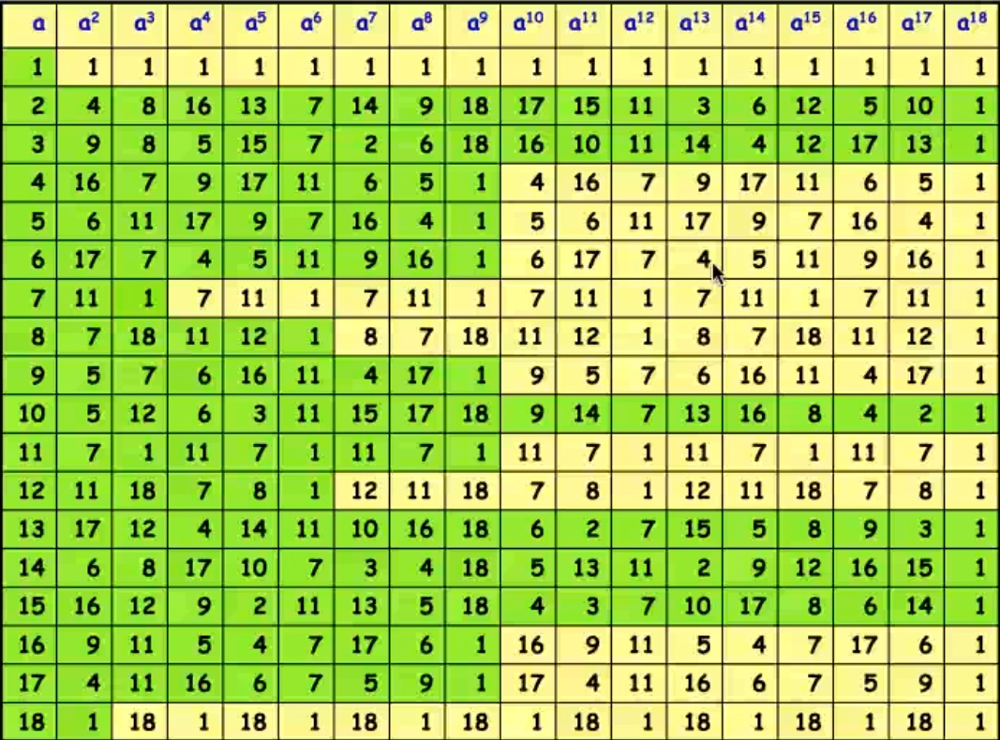 a a² a³ a⁴ a⁵ a⁶ a⁷ a⁸ a⁹ a¹⁰ a¹¹ a¹² a¹³ a¹⁴ a¹⁵ a¹⁶ a¹⁷ a¹⁸
1 1 1 1 1 1 1 1 1 1 1 1 1 1 1 1 1 1
2 4 8 16 13 7 14 9 18 17 15 11 3 6 12 5 10 1
3 9 8 5 15 7 2 6 18 16 10 11 14 4 12 17 13 1
4 16 7 9 17 11 6 5 1 4 16 7 9 17 11 6 5 1
5 6 11 17 9 7 16 4 1 5 6 11 17 9 7 16 4 1
6 17 7 4 5 11 9 16 1 6 17 7 4 5 11 9 16 1
7 11 1 7 11 1 7 11 1 7 11 1 7 11 1 7 11 1
8 7 18 11 12 1 8 7 18 11 12 1 8 7 18 11 12 1
9 5 7 6 16 11 4 17 1 9 5 7 6 16 11 4 17 1
10 5 12 6 3 11 15 17 18 9 14 7 13 16 8 4 2 1
11 7 1 11 7 1 11 7 1 11 7 1 11 7 1 11 7 1
12 11 18 7 8 1 12 11 18 7 8 1 12 11 18 7 8 1
13 17 12 4 14 11 10 16 18 6 2 7 15 5 8 9 3 1
14 6 8 17 10 7 3 4 18 5 13 11 2 9 12 16 15 1
15 16 12 9 2 11 13 5 18 4 3 7 10 17 8 6 14 1
16 9 11 5 4 7 17 6 1 16 9 11 5 4 7 17 6 1
17 4 11 16 6 7 5 9 1 17 4 11 16 6 7 5 9 1
18 1 18 1 18 1 18 1 18 1 18 1 18 1 18 1 18 1